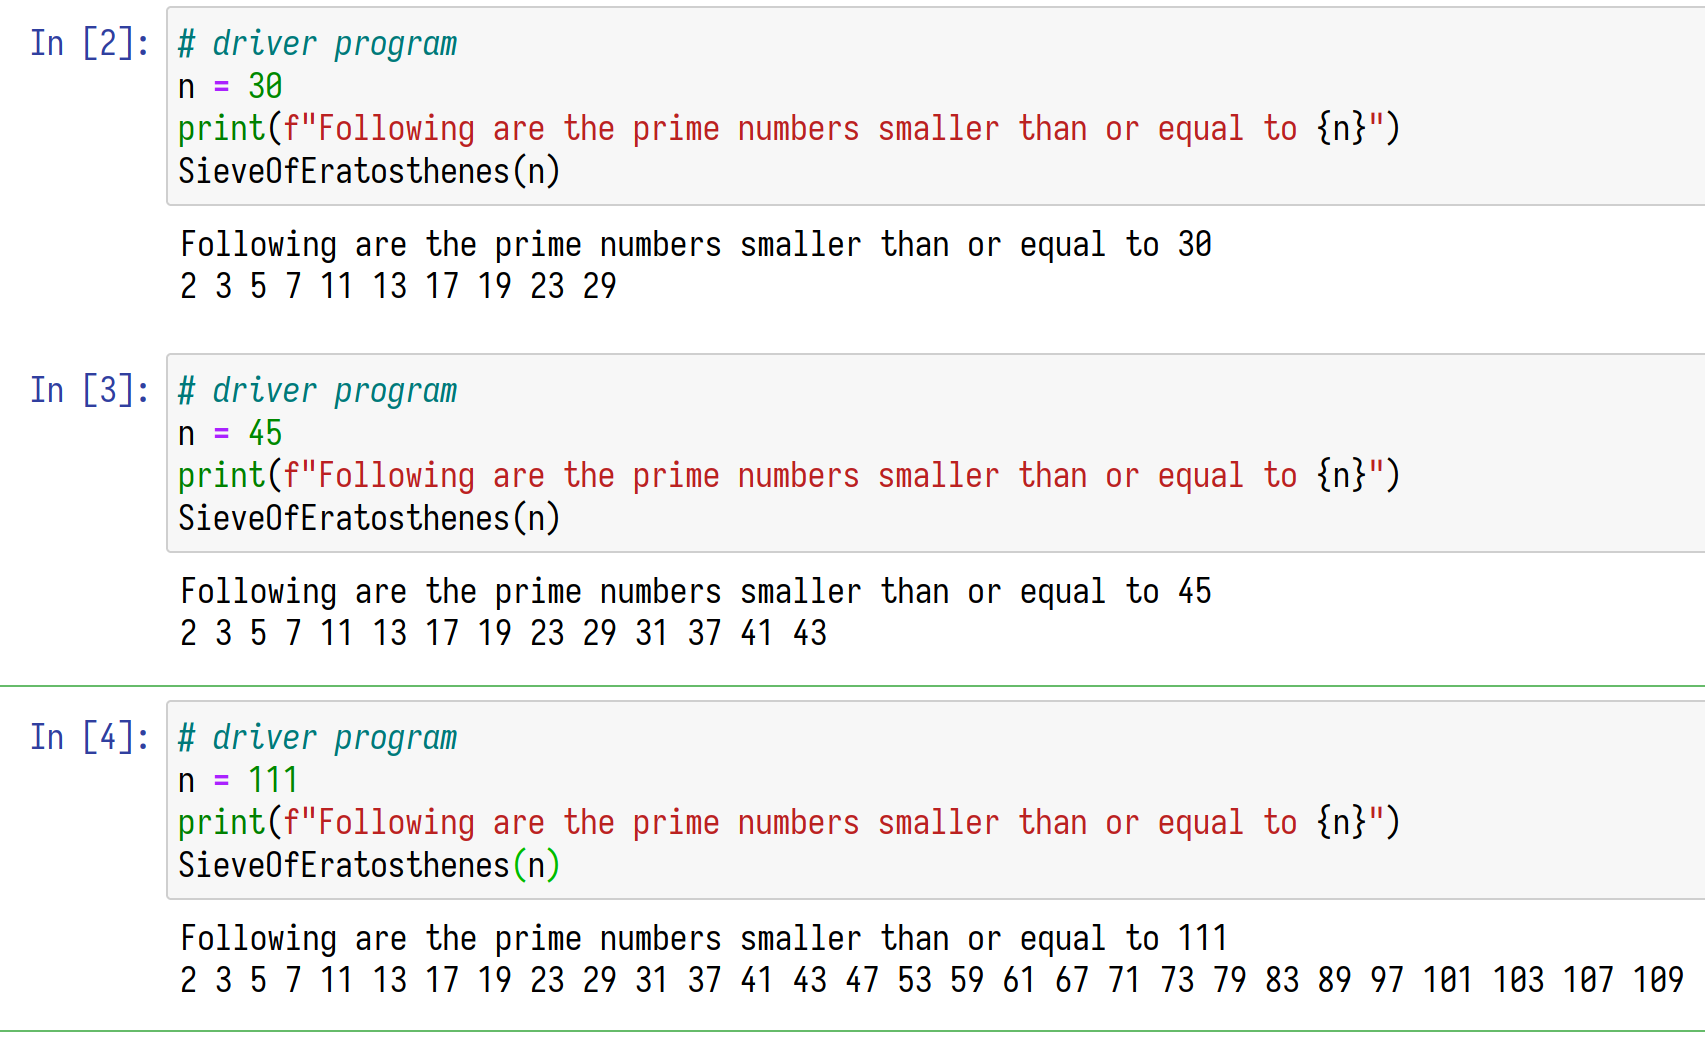 In [2]: # driver program
n = 30
print(f"Following are the prime numbers smaller than or equal to {n}")
SieveOfEratosthenes(n)
Following are the prime numbers smaller than or equal to 30
2 3 5 7 11 13 17 19 23 29
In [3]: # driver program
n = 45
print(f"Following are the prime numbers smaller than or equal to {n}")
SieveOfEratosthenes(n)
Following are the prime numbers smaller than or equal to 45
2 3 5 7 11 13 17 19 23 29 31 37 41 43
In [4]: # driver program
n = 111
print(f"Following are the prime numbers smaller than or equal to {n}")
SieveOfEratosthenes(n)
Following are the prime numbers smaller than or equal to 111
2 3 5 7 11 13 17 19 23 29 31 37 41 43 47 53 59 61 67 71 73 79 83 89 97 101 103 107 109